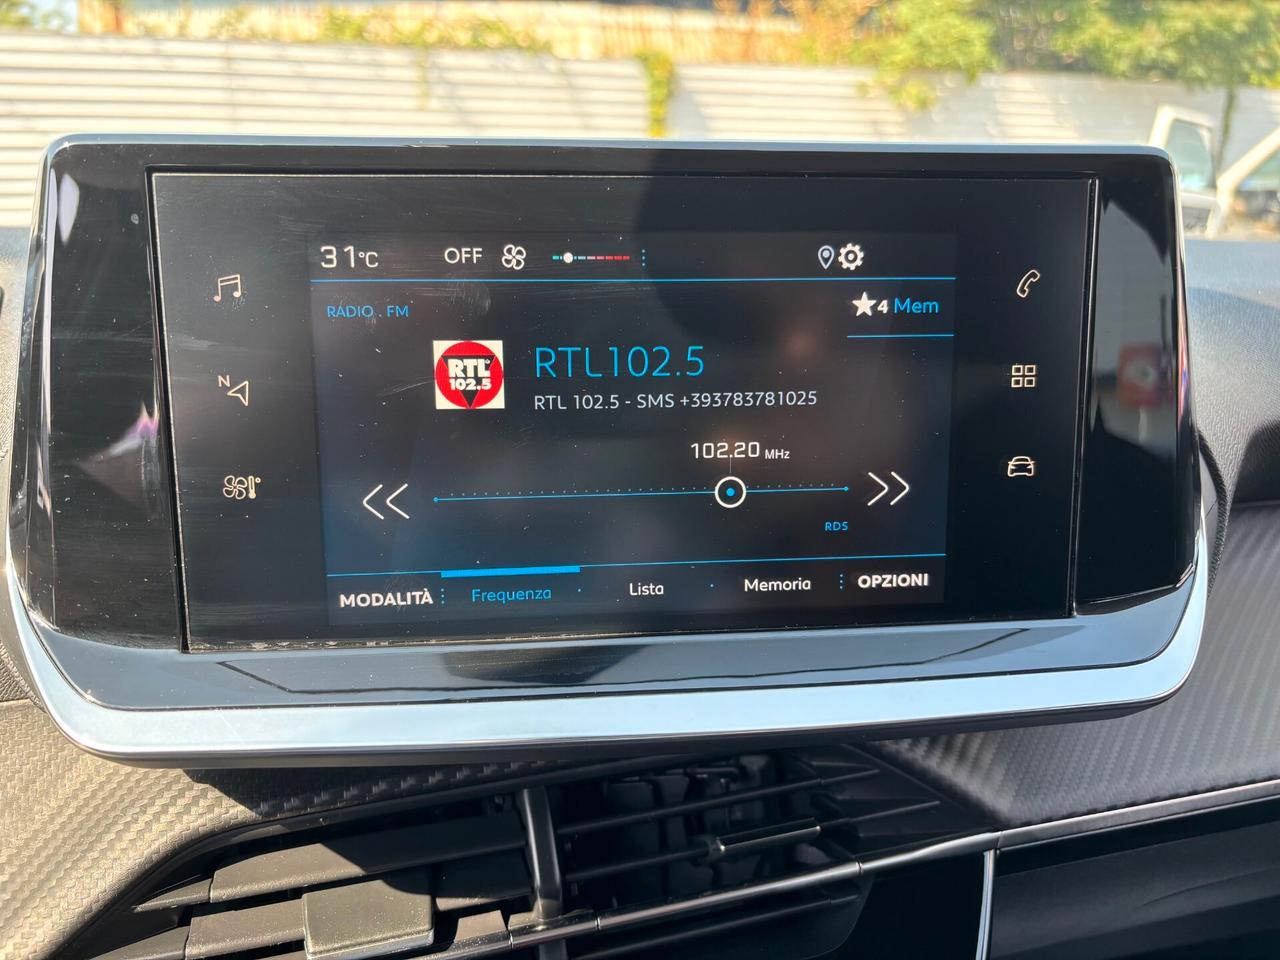 31°C OFF
RADIO . FM
4 Mem
RTL
102.5
RTL102.5
RTL 102.5 - SMS +393783781025
102.20 MHz
N
RDS
MODALITÀ Frequenza Lista Memoria OPZIONI